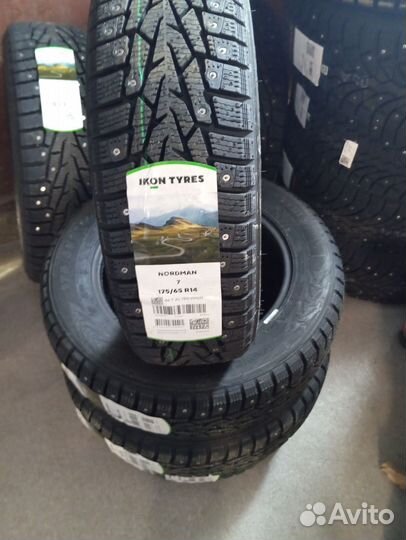 IKON TYRES
NORDMAN
7
175/65 R14
Avito